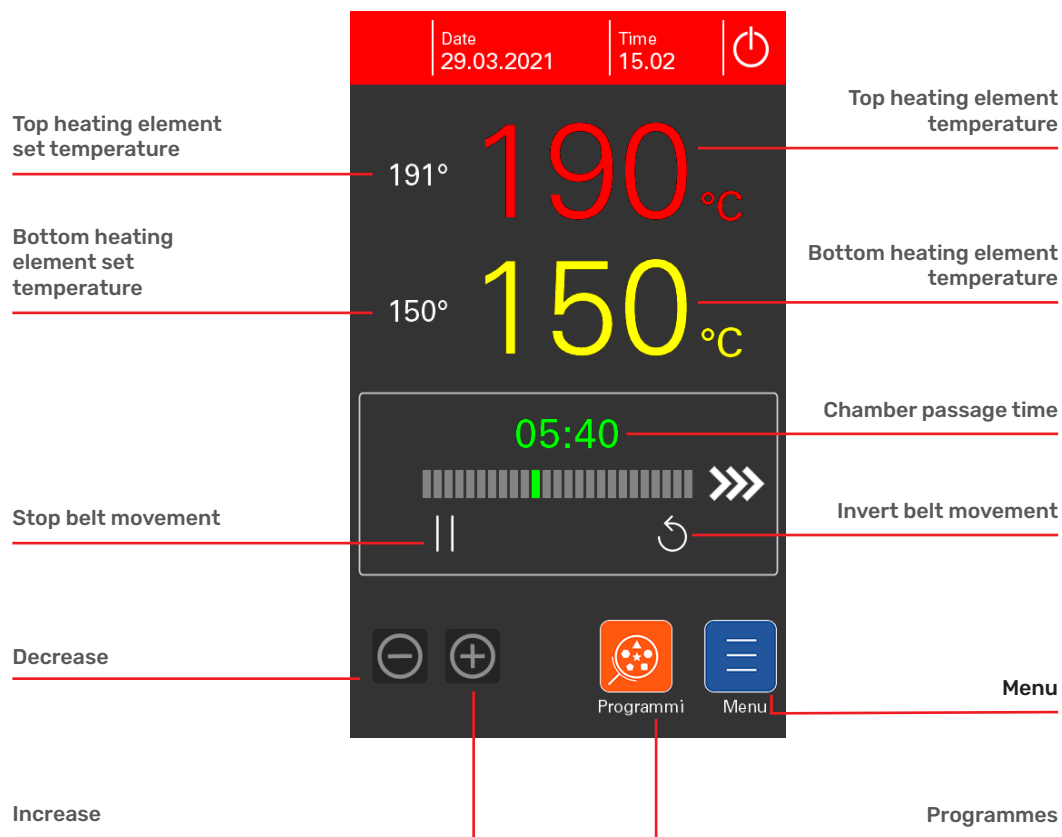 Date
29.03.2021
Time
15.02
Top heating element
set temperature
Top heating element
temperature
191°
190 °C
Bottom heating
element set
temperature
Bottom heating element
temperature
150°
150 °C
Chamber passage time
05:40
Stop belt movement
Invert belt movement
Decrease
Programmi
Menu
Menu
Increase
Programmes